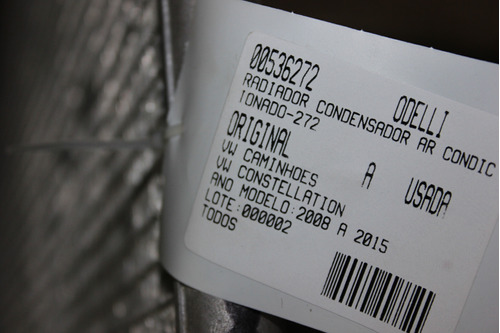 00536272 ODELLI
RADIADOR CONDENSADOR AR CONDIC
IONADO-272
ORIGINAL A USADA
VW CAMINHOES
VW CONSTELLATION
ANO MODELO:2008 A 2015
LOTE:000002
TODOS